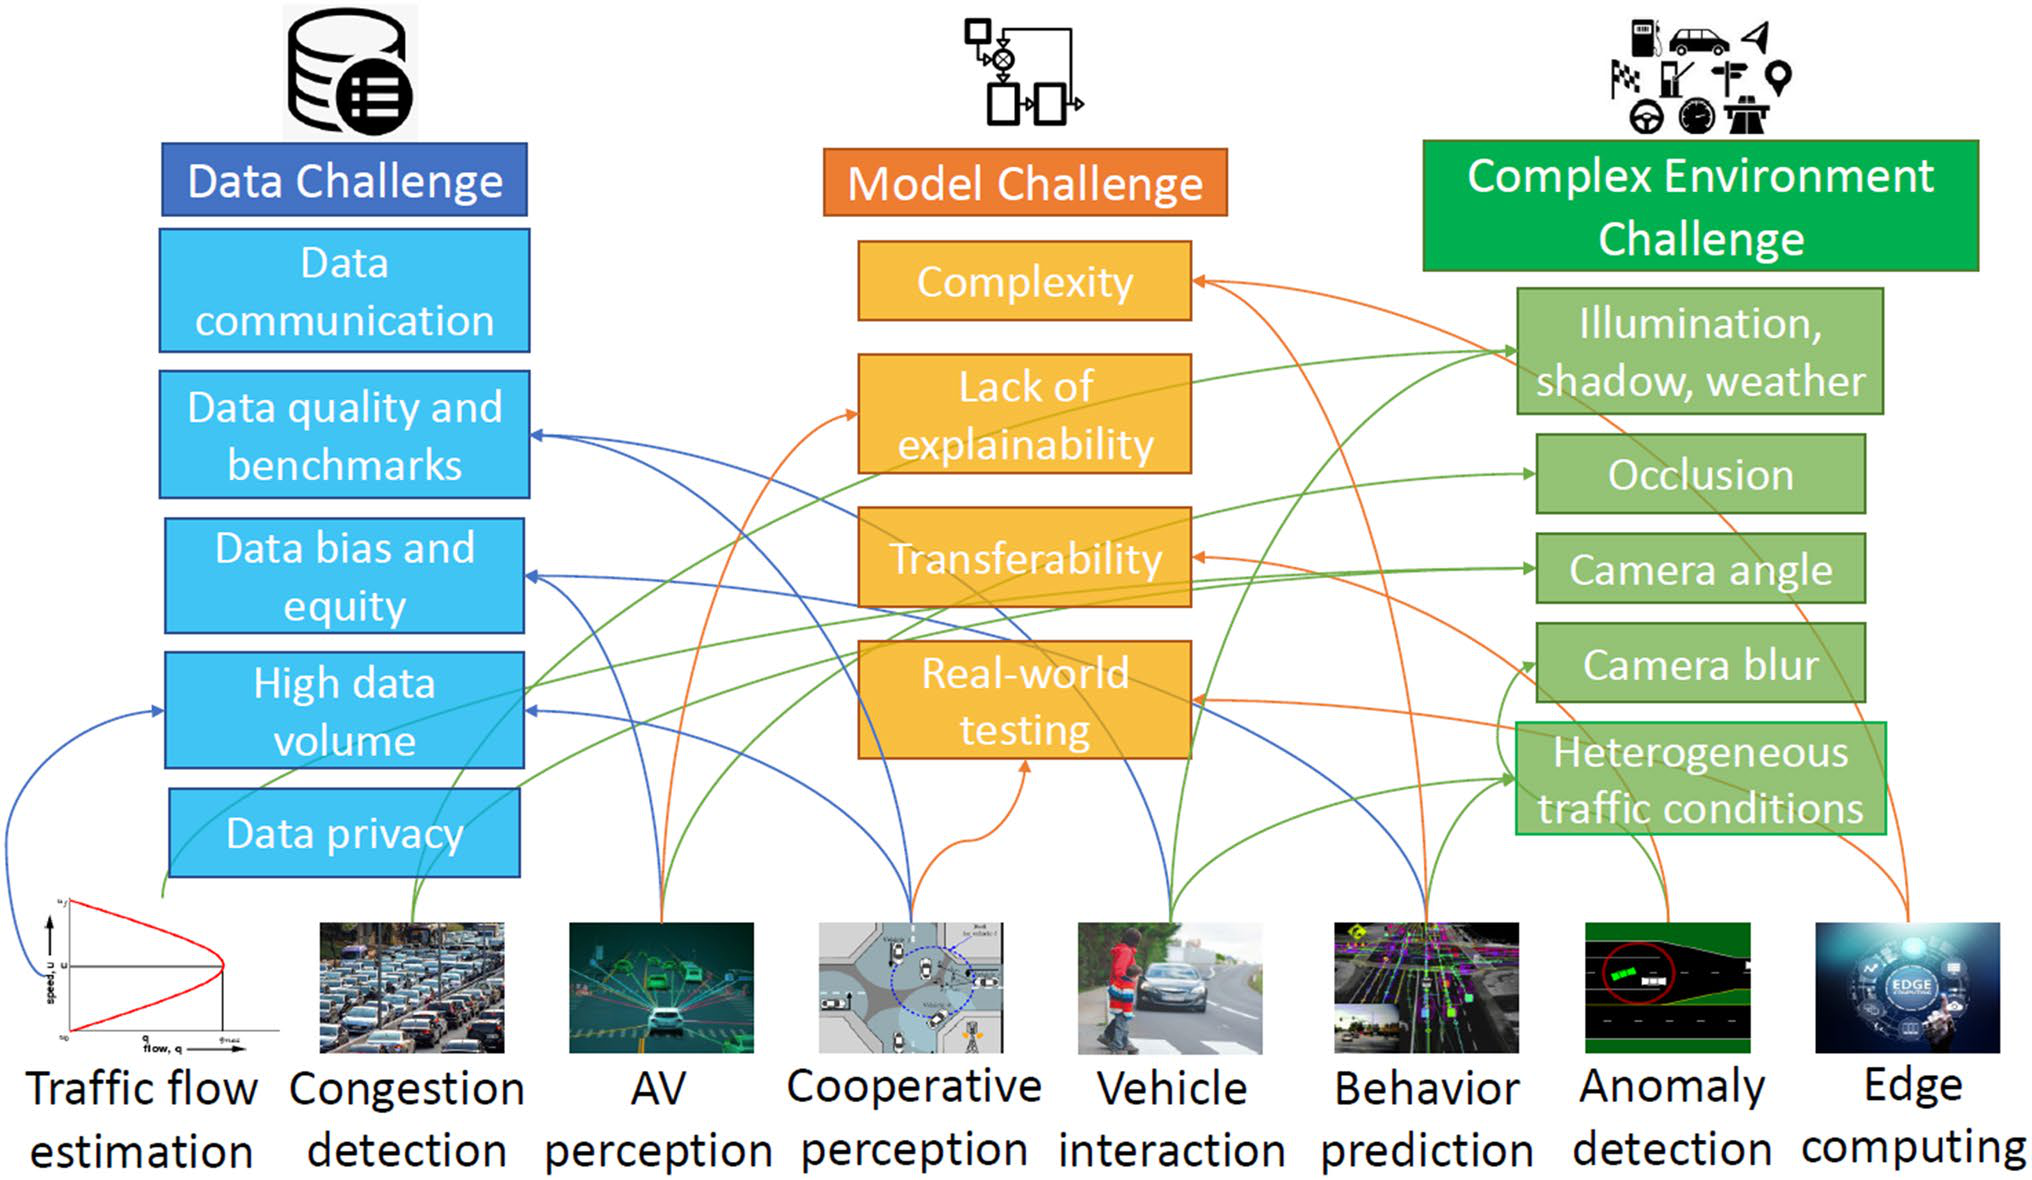 Data Challenge
Data
communication
Data quality and
benchmarks
Data bias and
equity
High data
volume
Data privacy
Model Challenge
Complexity
Lack of
explainability
Transferability
Real-world
testing
Complex Environment
Challenge
Illumination,
shadow, weather
Occlusion
Camera angle
Camera blur
Heterogeneous
traffic conditions
speed, u
u
q
flow, q
EDGE
COMPUTING
Traffic flow
estimation
Congestion
detection
AV
perception
Cooperative
perception
Vehicle
interaction
Behavior
prediction
Anomaly
detection
Edge
computing